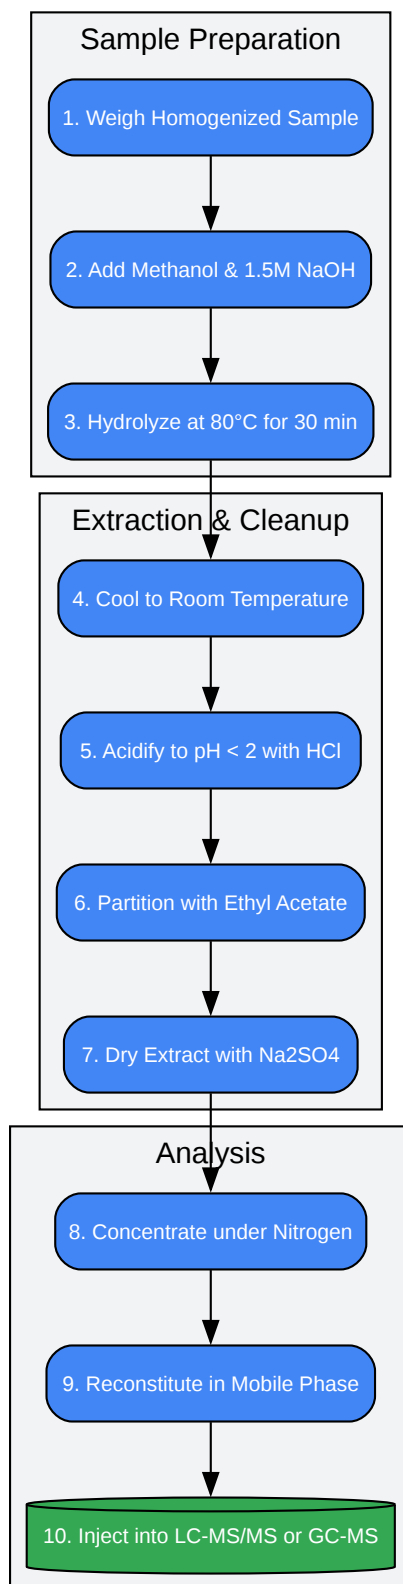 Sample Preparation
1. Weigh Homogenized Sample
2. Add Methanol & 1.5M NaOH
3. Hydrolyze at 80°C for 30 min
Extraction & Cleanup
4. Cool to Room Temperature
5. Acidify to pH < 2 with HCl
6. Partition with Ethyl Acetate
7. Dry Extract with Na2SO4
Analysis
8. Concentrate under Nitrogen
9. Reconstitute in Mobile Phase
10. Inject into LC-MS/MS or GC-MS